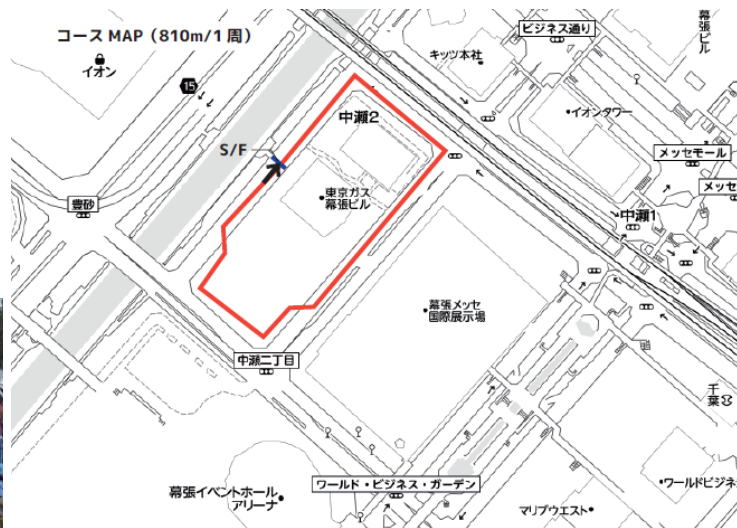 コース MAP（810m/1 周）
イオン
15
S/F
豊砂
中瀬2
東京ガス
幕張ビル
キッツ本社
ビジネス通り
幕張ビル
イオンタワー
メッセモール
メッセ
中瀬1
幕張メッセ
国際展示場
中瀬二丁目
千葉
幕張イベントホール
アリーナ
ワールド・ビジネス・ガーデン
マリブウエスト
ワールドビジネ